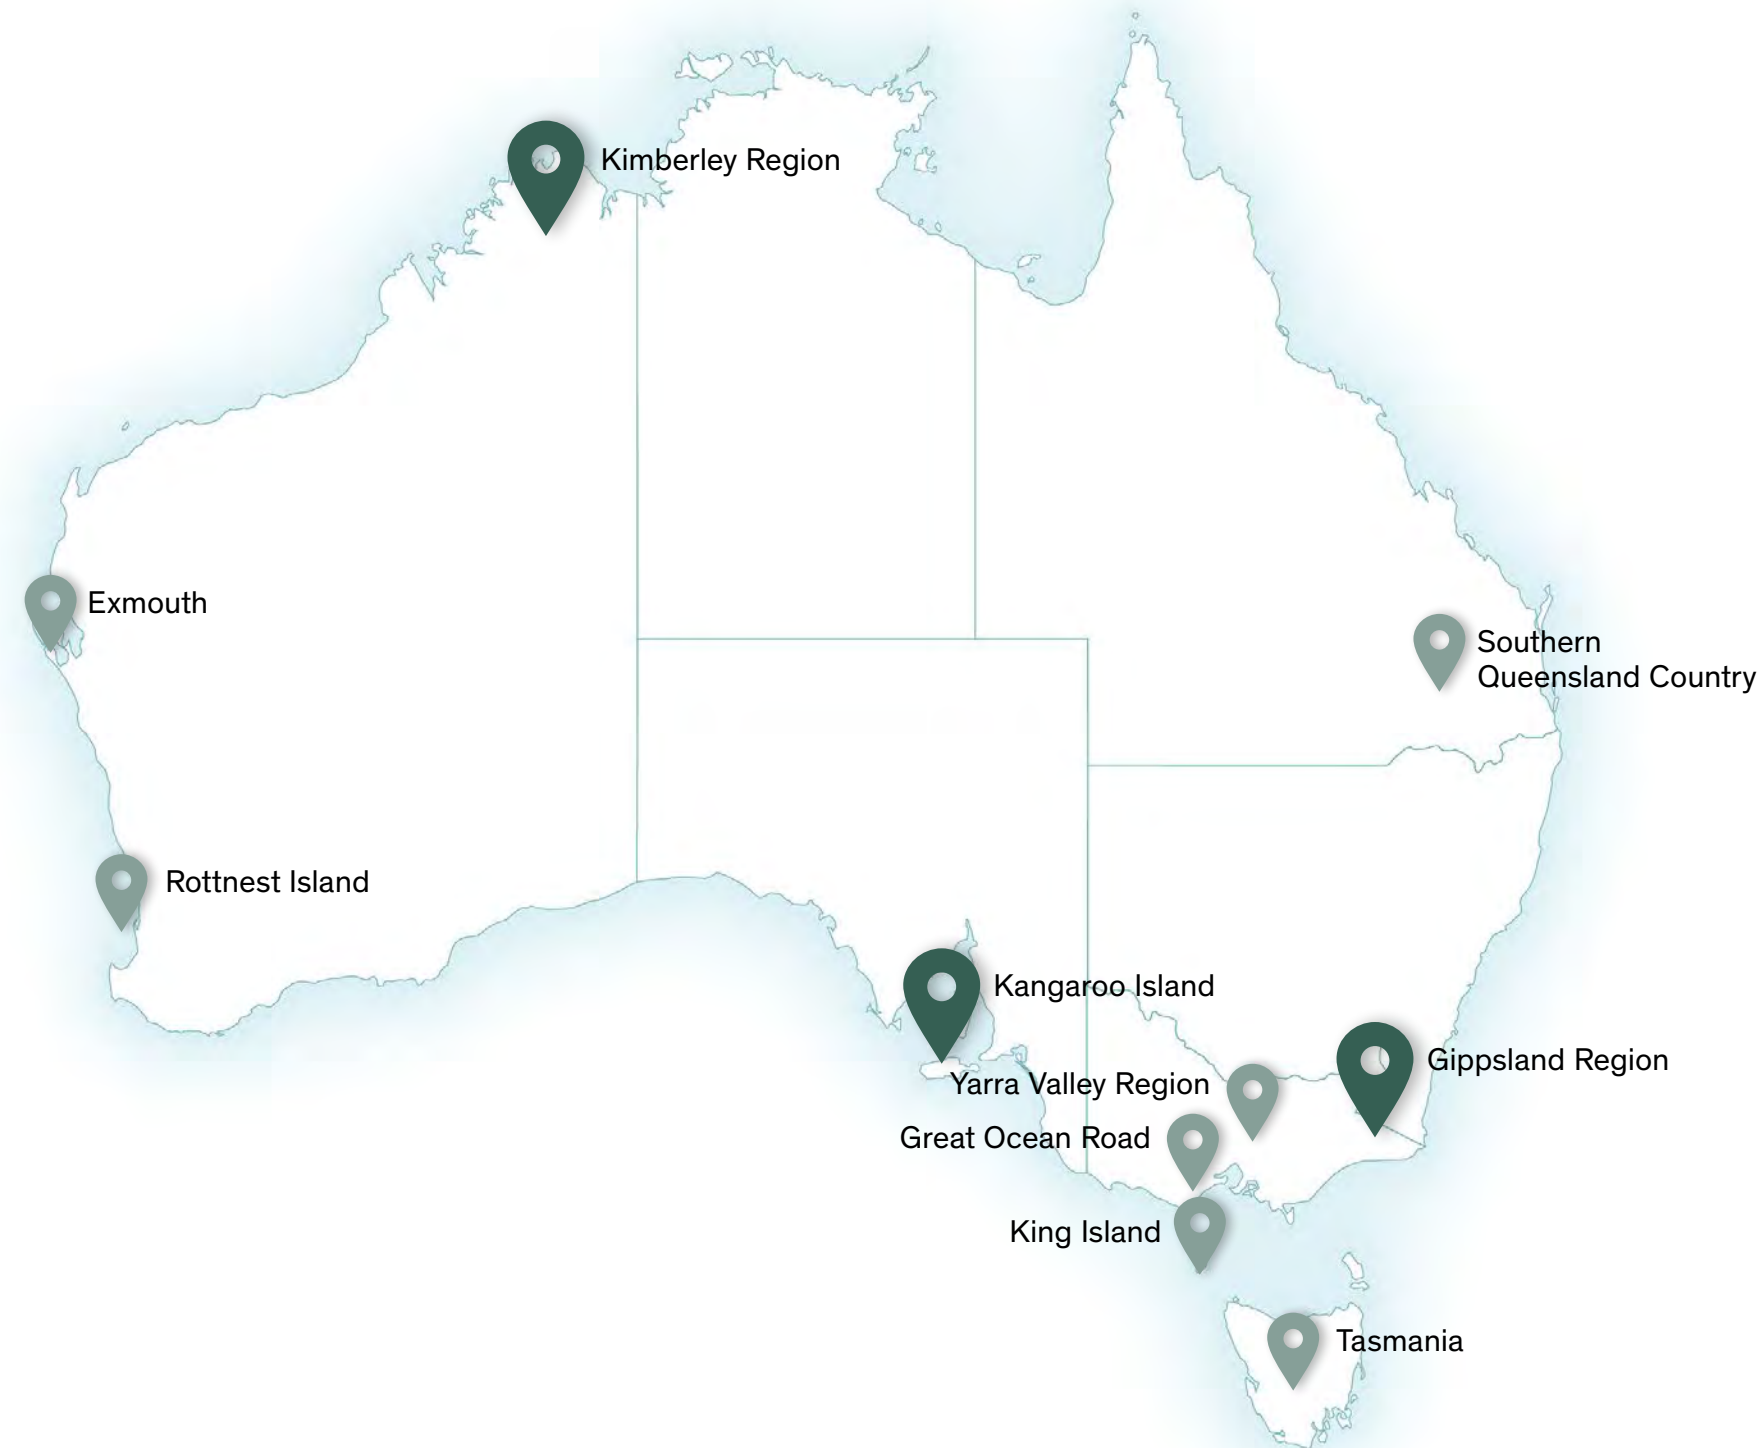 Kimberley Region
Exmouth
Southern
Queensland Country
Rottnest Island
Kangaroo Island
Gippsland Region
Yarra Valley Region
Great Ocean Road
King Island
Tasmania